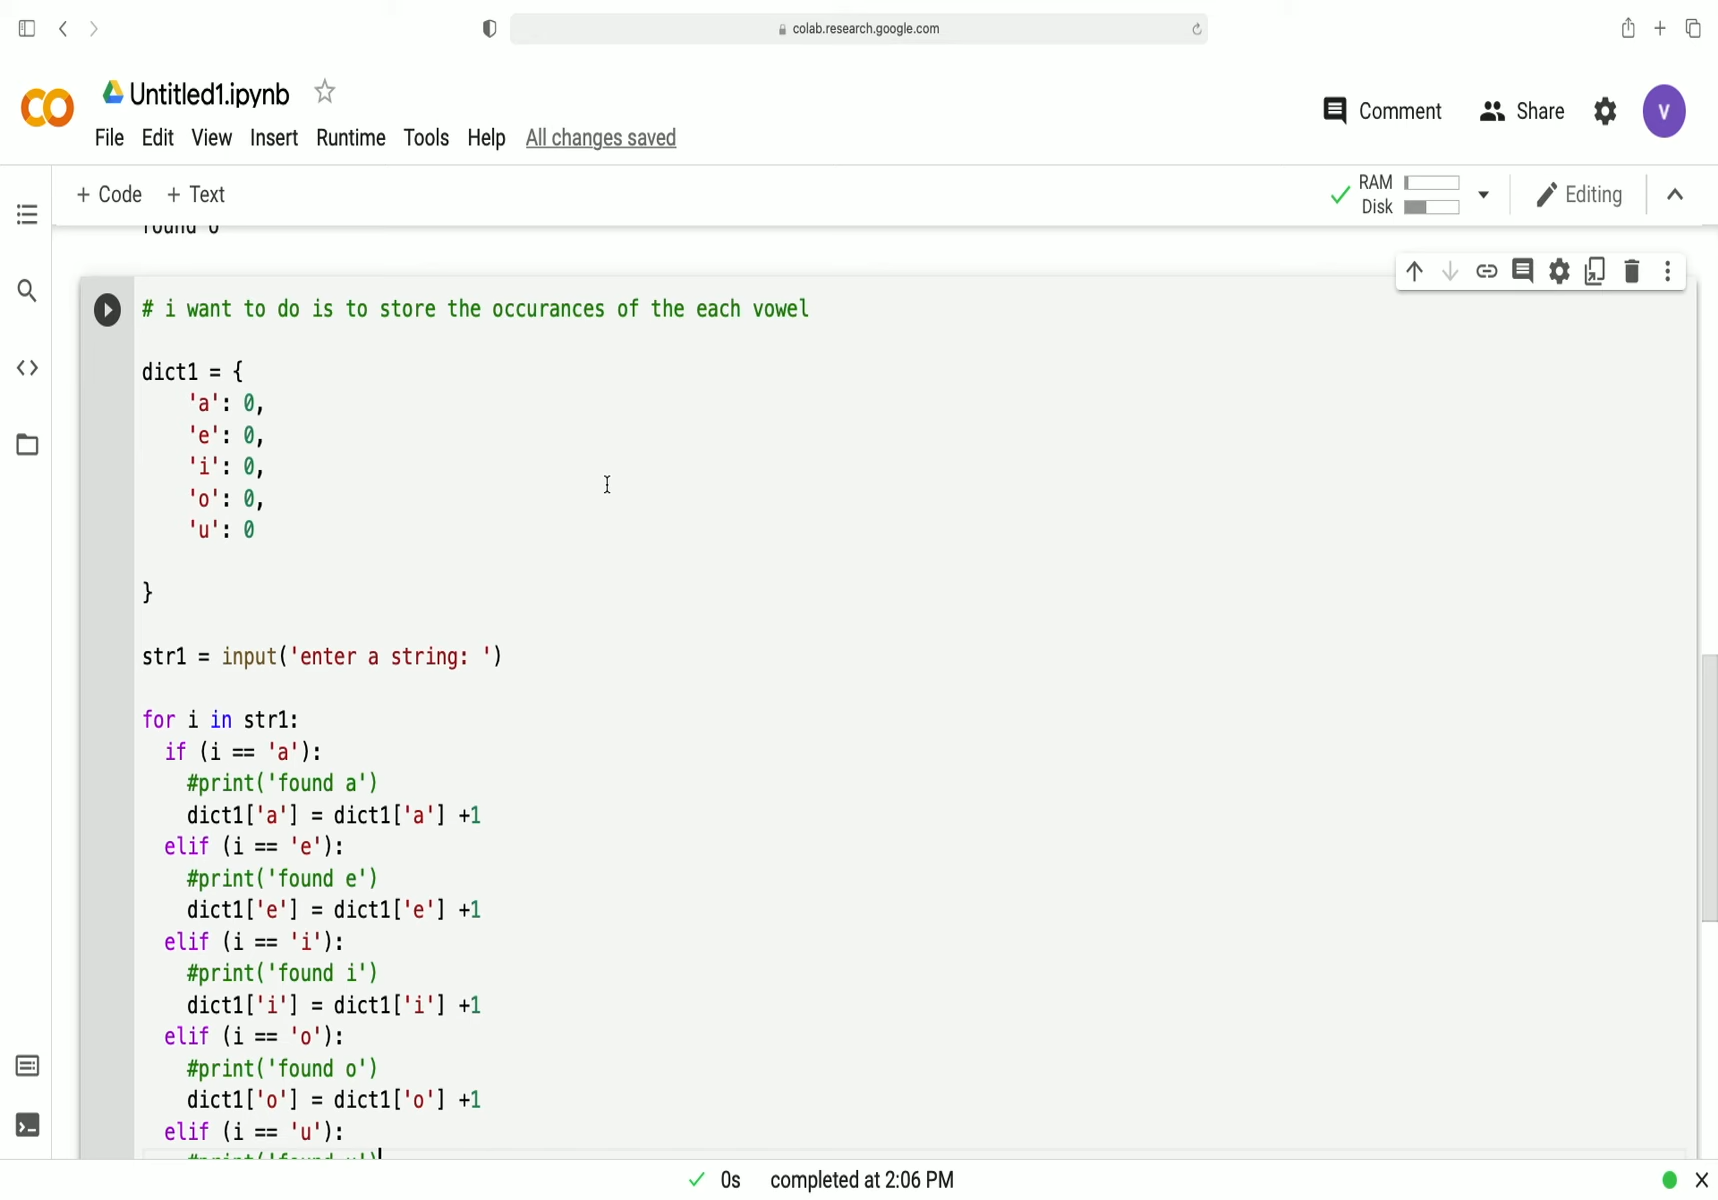 colab.research.google.com
Untitled1.ipynb
Comment
Share
V
File Edit View Insert Runtime Tools Help All changes saved
+ Code + Text
RAM
Disk
Editing
found o
# i want to do is to store the occurances of the each vowel
dict1 = {
'a': 0,
'e': 0,
'i': 0,
'o': 0,
'u': 0
}
str1 = input('enter a string: ')
for i in str1:
if (i == 'a'):
#print('found a')
dict1['a'] = dict1['a'] +1
elif (i == 'e'):
#print('found e')
dict1['e'] = dict1['e'] +1
elif (i == 'i'):
#print('found i')
dict1['i'] = dict1['i'] +1
elif (i == 'o'):
#print('found o')
dict1['o'] = dict1['o'] +1
elif (i == 'u'):
#print('found u')
0s completed at 2:06 PM